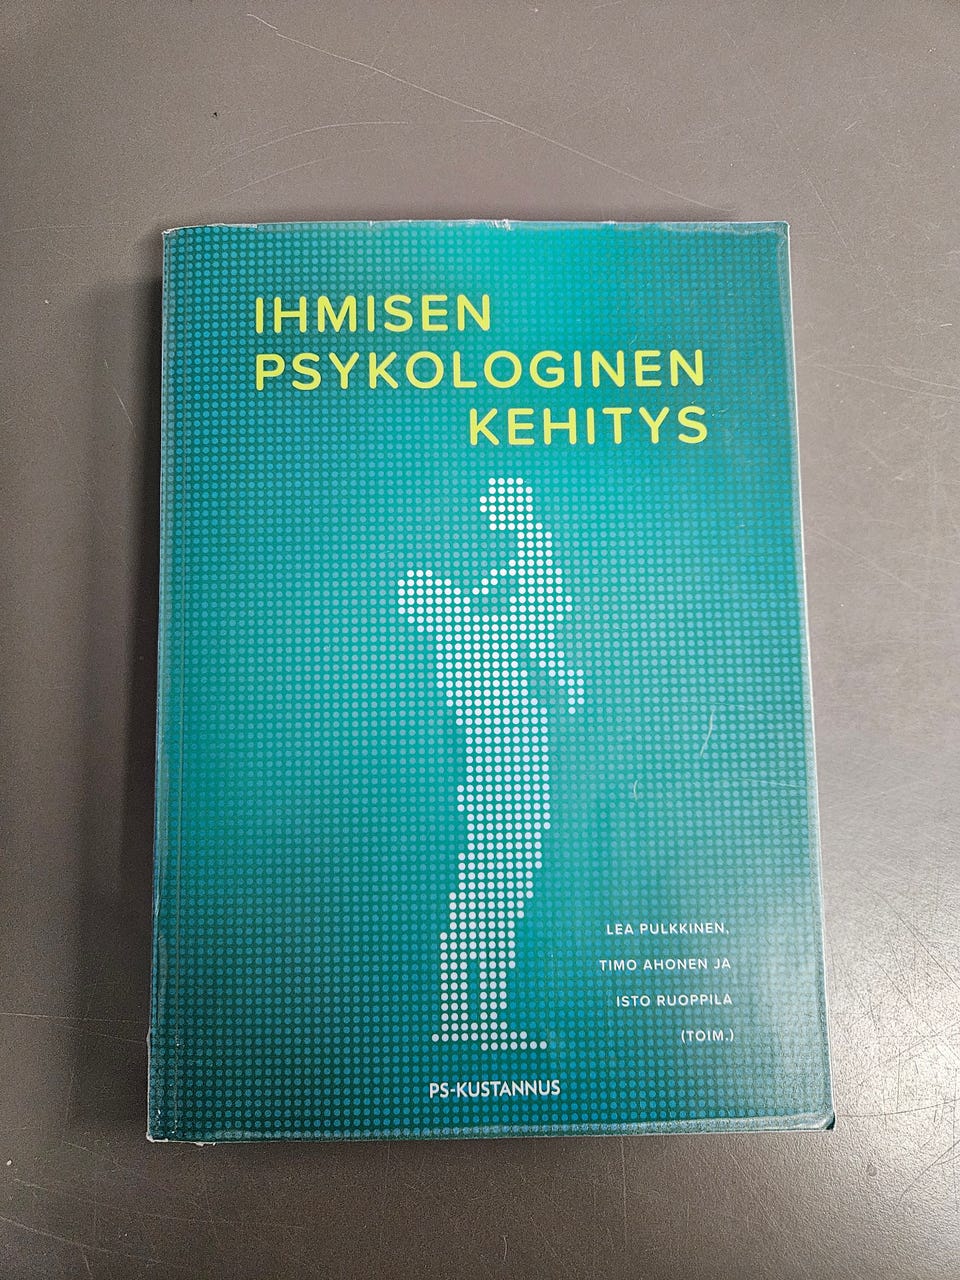 IHMISEN
PSYKOLOGINEN
KEHITYS
LEA PULKKINEN,
TIMO AHONEN JA
ISTO RUOPPILA
(TOIM.)
PS-KUSTANNUS